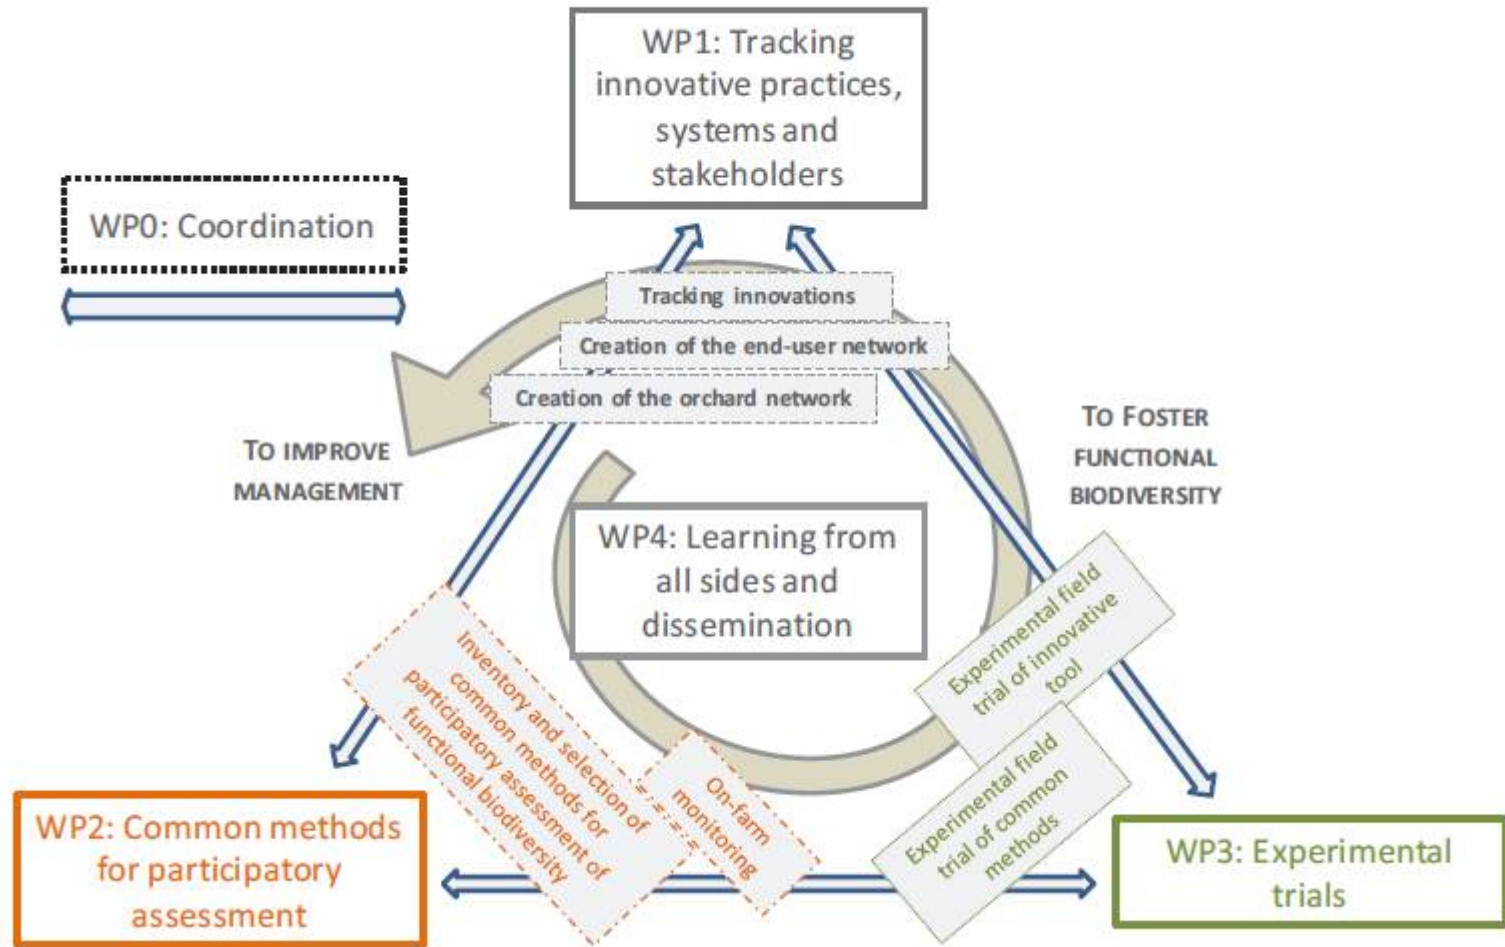 WP1: Tracking
innovative practices,
systems and
stakeholders
WP0: Coordination
Tracking innovations
Creation of the end-user network
Creation of the orchard network
TO IMPROVE
MANAGEMENT
TO FOSTER
FUNCTIONAL
BIODIVERSITY
WP4: Learning from
all sides and
dissemination
Inventory and selection of
common methods for
participatory assessment of
functional biodiversity
On-farm
monitoring
Experimental field
trial of innovative
tool
Experimental field
trial of common
methods
WP2: Common methods
for participatory
assessment
WP3: Experimental
trials